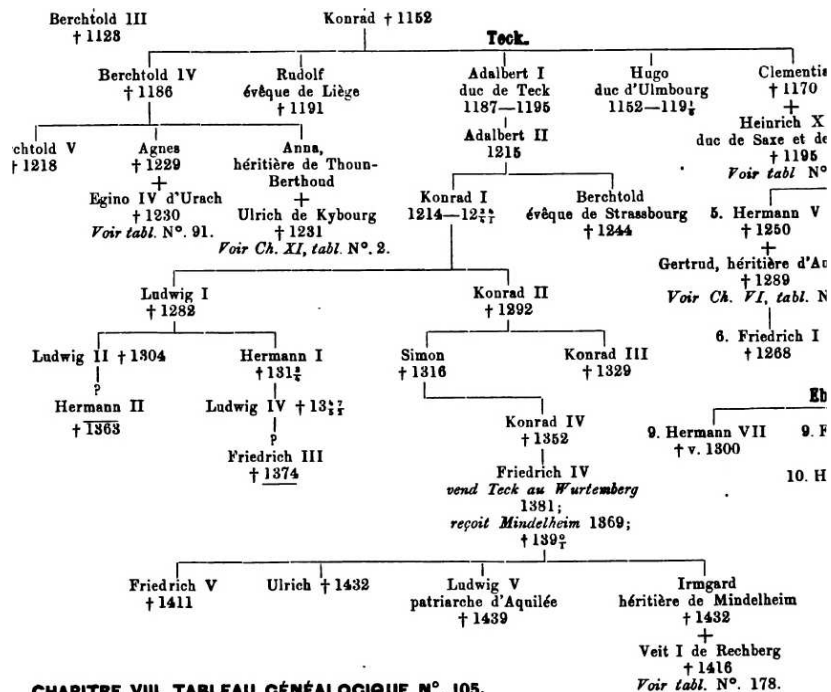 Berchtold III
† 1123
Konrad † 1152
Teck.
Berchtold IV
† 1186
Rudolf
évêque de Liège
† 1191
Adalbert I
duc de Teck
1187—1195
Hugo
duc d'Ulmbourg
1152—119
Clementia
† 1170
+
Heinrich X
duc de Saxe et de
† 1195
Voir tabl N°
Adalbert II
1215
chtold V
† 1218
Agnes
† 1229
+
Egino IV d'Urach
† 1230
Voir tabl. N°. 91.
Anna,
héritière de Thoun-
Berthoud
+
Ulrich de Kybourg
† 1231
Voir Ch. XI, tabl. N°. 2.
Konrad I
1214—12
Berchtold
évêque de Strassbourg
† 1244
5. Hermann V
† 1250
+
Gertrud, héritière d'Au
† 1289
Voir Ch. VI, tabl. N
6. Friedrich I
† 1268
Ludwig I
† 1282
Konrad II
† 1292
Ludwig II † 1304
Hermann I
† 131
Simon
† 1316
Konrad III
† 1329
?
Hermann II
† 1363
Ludwig IV † 13
?
Friedrich III
† 1374
Konrad IV
† 1352
Eb
9. Hermann VII
† v. 1300
9. F
10. H
Friedrich IV
vend Teck au Wurtemberg
1381;
reçoit Mindelheim 1369;
† 139
Friedrich V
† 1411
Ulrich † 1432
Ludwig V
patriarche d'Aquilée
† 1439
Irmgard
héritière de Mindelheim
† 1432
+
Veit I de Rechberg
† 1416
Voir tabl. N°. 178.
CHAPITRE VIII. TABLEAU GÉNÉALOGIQUE N° 105.